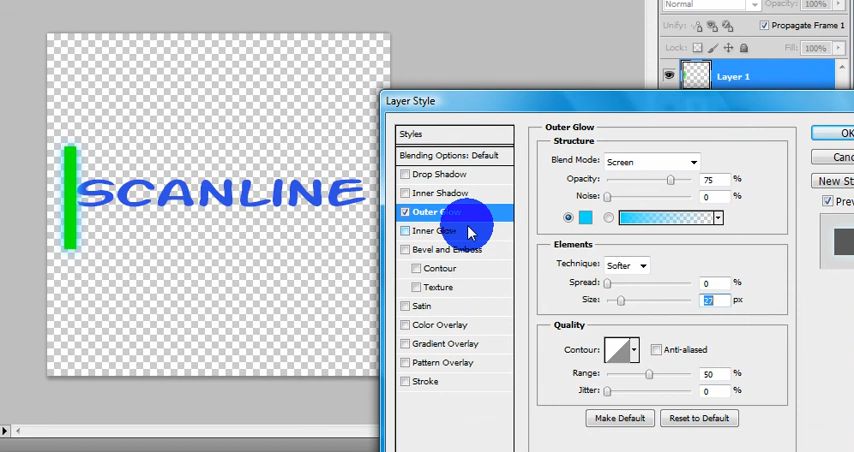 Normal Opacity: 100%
Unify: Propagate Frame 1
Lock: Fill: 100%
Layer 1
SCANLINE
Layer Style
Styles
Blending Options: Default
Drop Shadow
Inner Shadow
Outer Glow
Inner Glow
Bevel and Emboss
Contour
Texture
Satin
Color Overlay
Gradient Overlay
Pattern Overlay
Stroke
Outer Glow
Structure
Blend Mode: Screen
Opacity: 75 %
Noise: 0 %
Elements
Technique: Softer
Spread: 0 %
Size: 27 px
Quality
Contour: Anti-aliased
Range: 50 %
Jitter: 0 %
Make Default Reset to Default
OK
Canc
New St
Prev